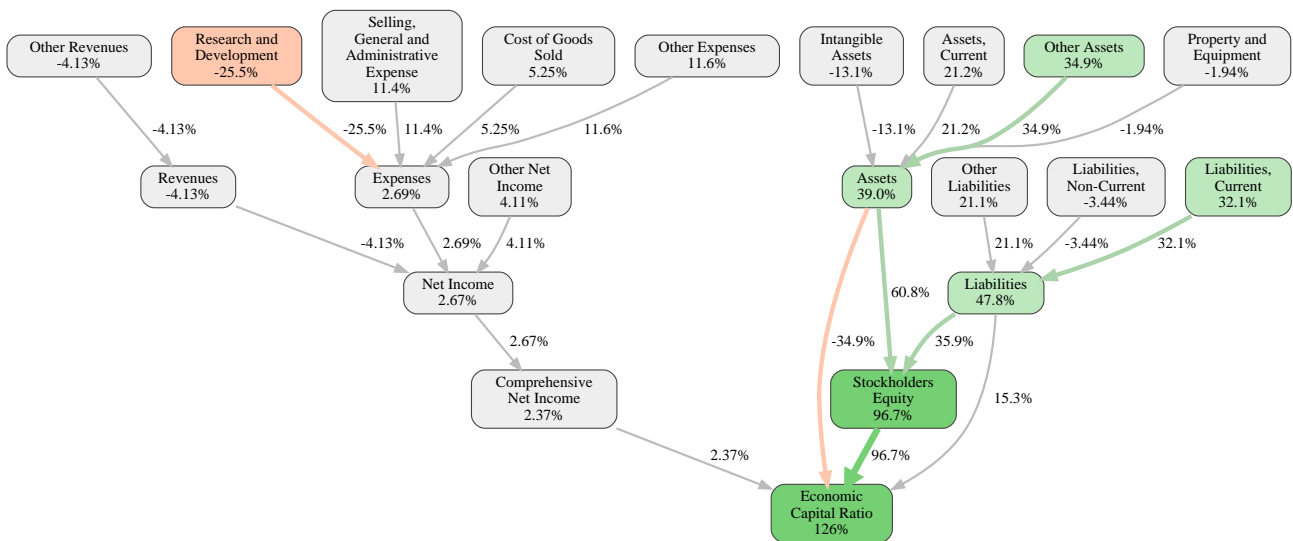 Other Revenues
-4.13%
Research and
Development
-25.5%
Selling,
General and
Administrative
Expense
11.4%
Cost of Goods
Sold
5.25%
Other Expenses
11.6%
Intangible
Assets
-13.1%
Assets,
Current
21.2%
Other Assets
34.9%
Property and
Equipment
-1.94%
-4.13%
-25.5%
11.4%
5.25%
11.6%
-13.1%
21.2%
34.9%
-1.94%
Revenues
-4.13%
Expenses
2.69%
Other Net
Income
4.11%
Assets
39.0%
Other
Liabilities
21.1%
Liabilities,
Non-Current
-3.44%
Liabilities,
Current
32.1%
-4.13%
2.69%
4.11%
21.1%
-3.44%
32.1%
Net Income
2.67%
60.8%
Liabilities
47.8%
2.67%
-34.9%
35.9%
Comprehensive
Net Income
2.37%
Stockholders
Equity
96.7%
15.3%
2.37%
96.7%
Economic
Capital Ratio
126%